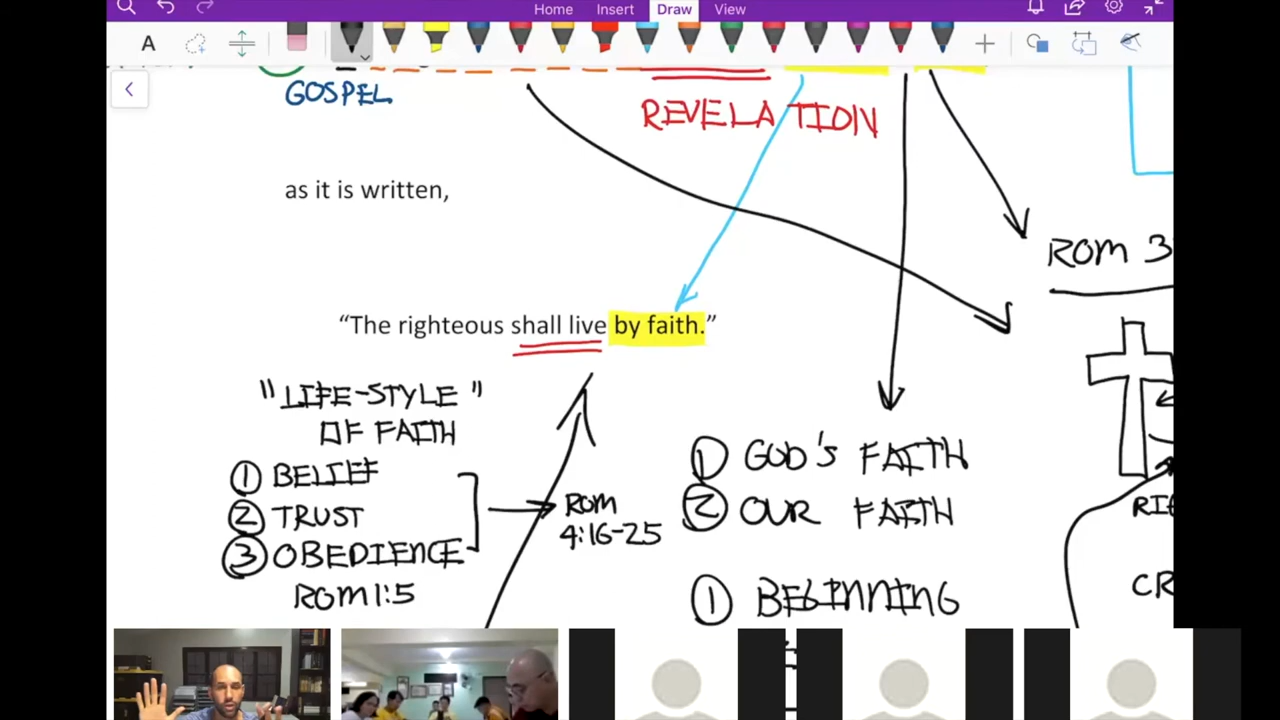 Home Insert Draw View
A
GOSPEL
REVELATION
as it is written,
ROM 3
“The righteous shall live by faith.”
"LIFE-STYLE"
OF FAITH
① BELIEF
② TRUST
③ OBEDIENCE
ROM 1:5
ROM
4:16-25
① GOD'S FAITH
② OUR FAITH
① BEGINNING
RI
CR